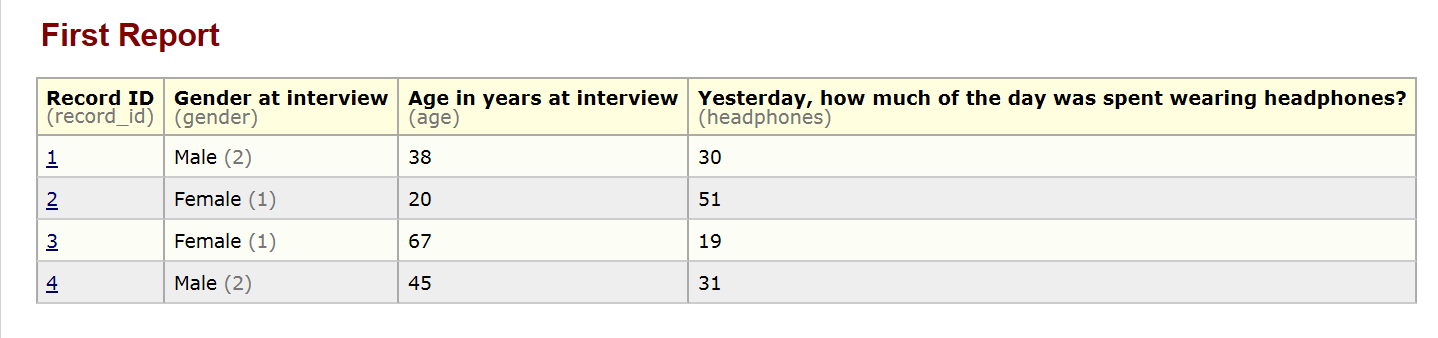 First Report
Record ID Gender at interview Age in years at interview Yesterday, how much of the day was spent wearing headphones?
(record_id) (gender) (age) (headphones)
1 Male (2) 38 30
2 Female (1) 20 51
3 Female (1) 67 19
4 Male (2) 45 31